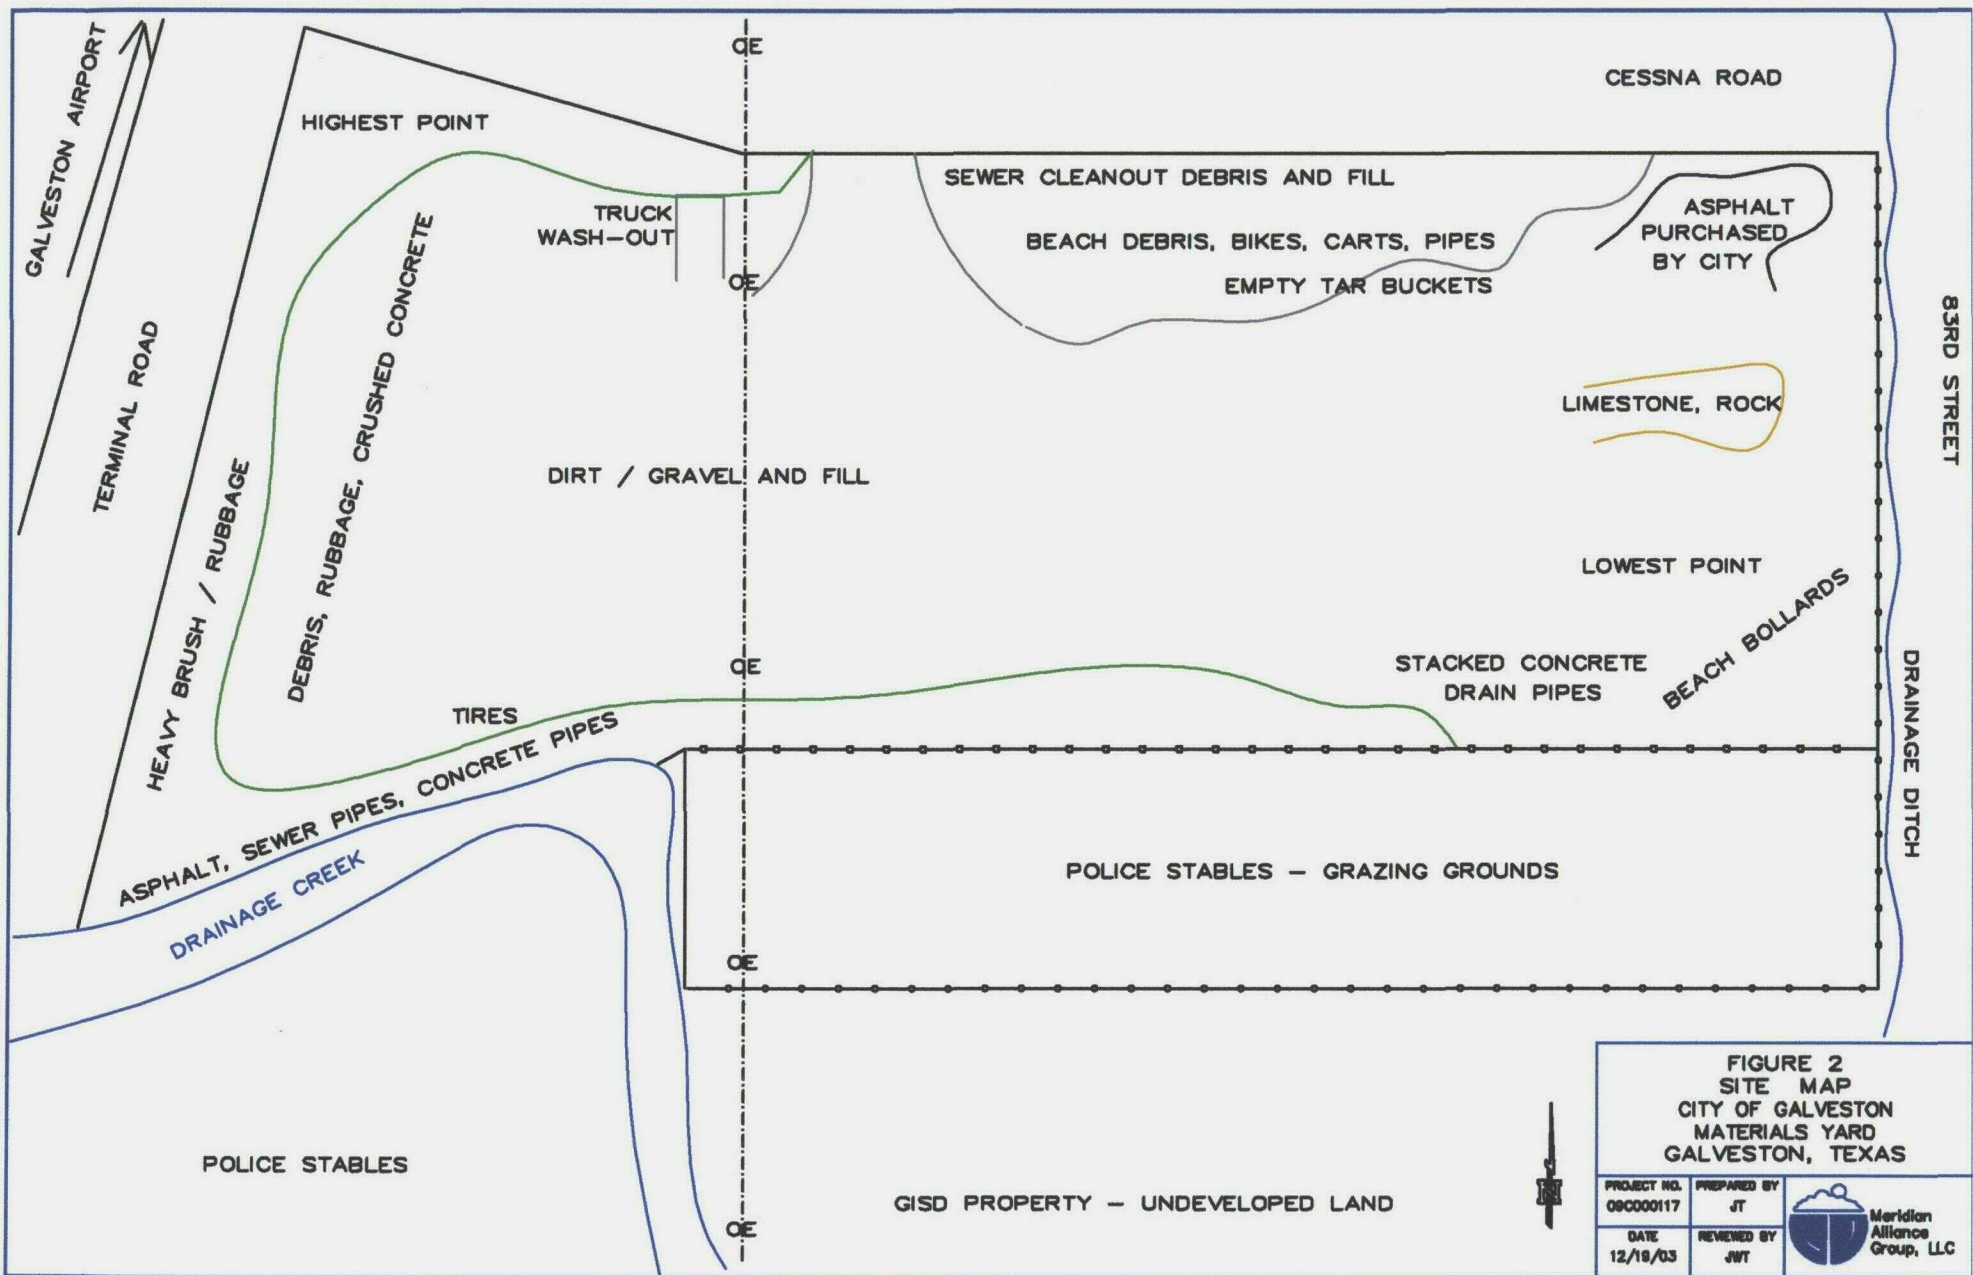 GALVESTON AIRPORT
TERMINAL ROAD
HIGHEST POINT
OE
CESSNA ROAD
SEWER CLEANOUT DEBRIS AND FILL
TRUCK
WASH-OUT
BEACH DEBRIS, BIKES, CARTS, PIPES
EMPTY TAR BUCKETS
OE
ASPHALT
PURCHASED
BY CITY
83RD STREET
LIMESTONE, ROCK
DEBRIS, RUBBAGE, CRUSHED CONCRETE
HEAVY BRUSH / RUBBAGE
DIRT / GRAVEL AND FILL
LOWEST POINT
BEACH BOLLARDS
STACKED CONCRETE
DRAIN PIPES
OE
TIRES
ASPHALT, SEWER PIPES, CONCRETE PIPES
DRAINAGE CREEK
DRAINAGE DITCH
POLICE STABLES - GRAZING GROUNDS
OE
POLICE STABLES
GISD PROPERTY - UNDEVELOPED LAND
OE
N
FIGURE 2
SITE MAP
CITY OF GALVESTON
MATERIALS YARD
GALVESTON, TEXAS
PROJECT NO.
09C000117
PREPARED BY
JT
DATE
12/19/03
REVIEWED BY
JWT
Meridian
Alliance
Group, LLC